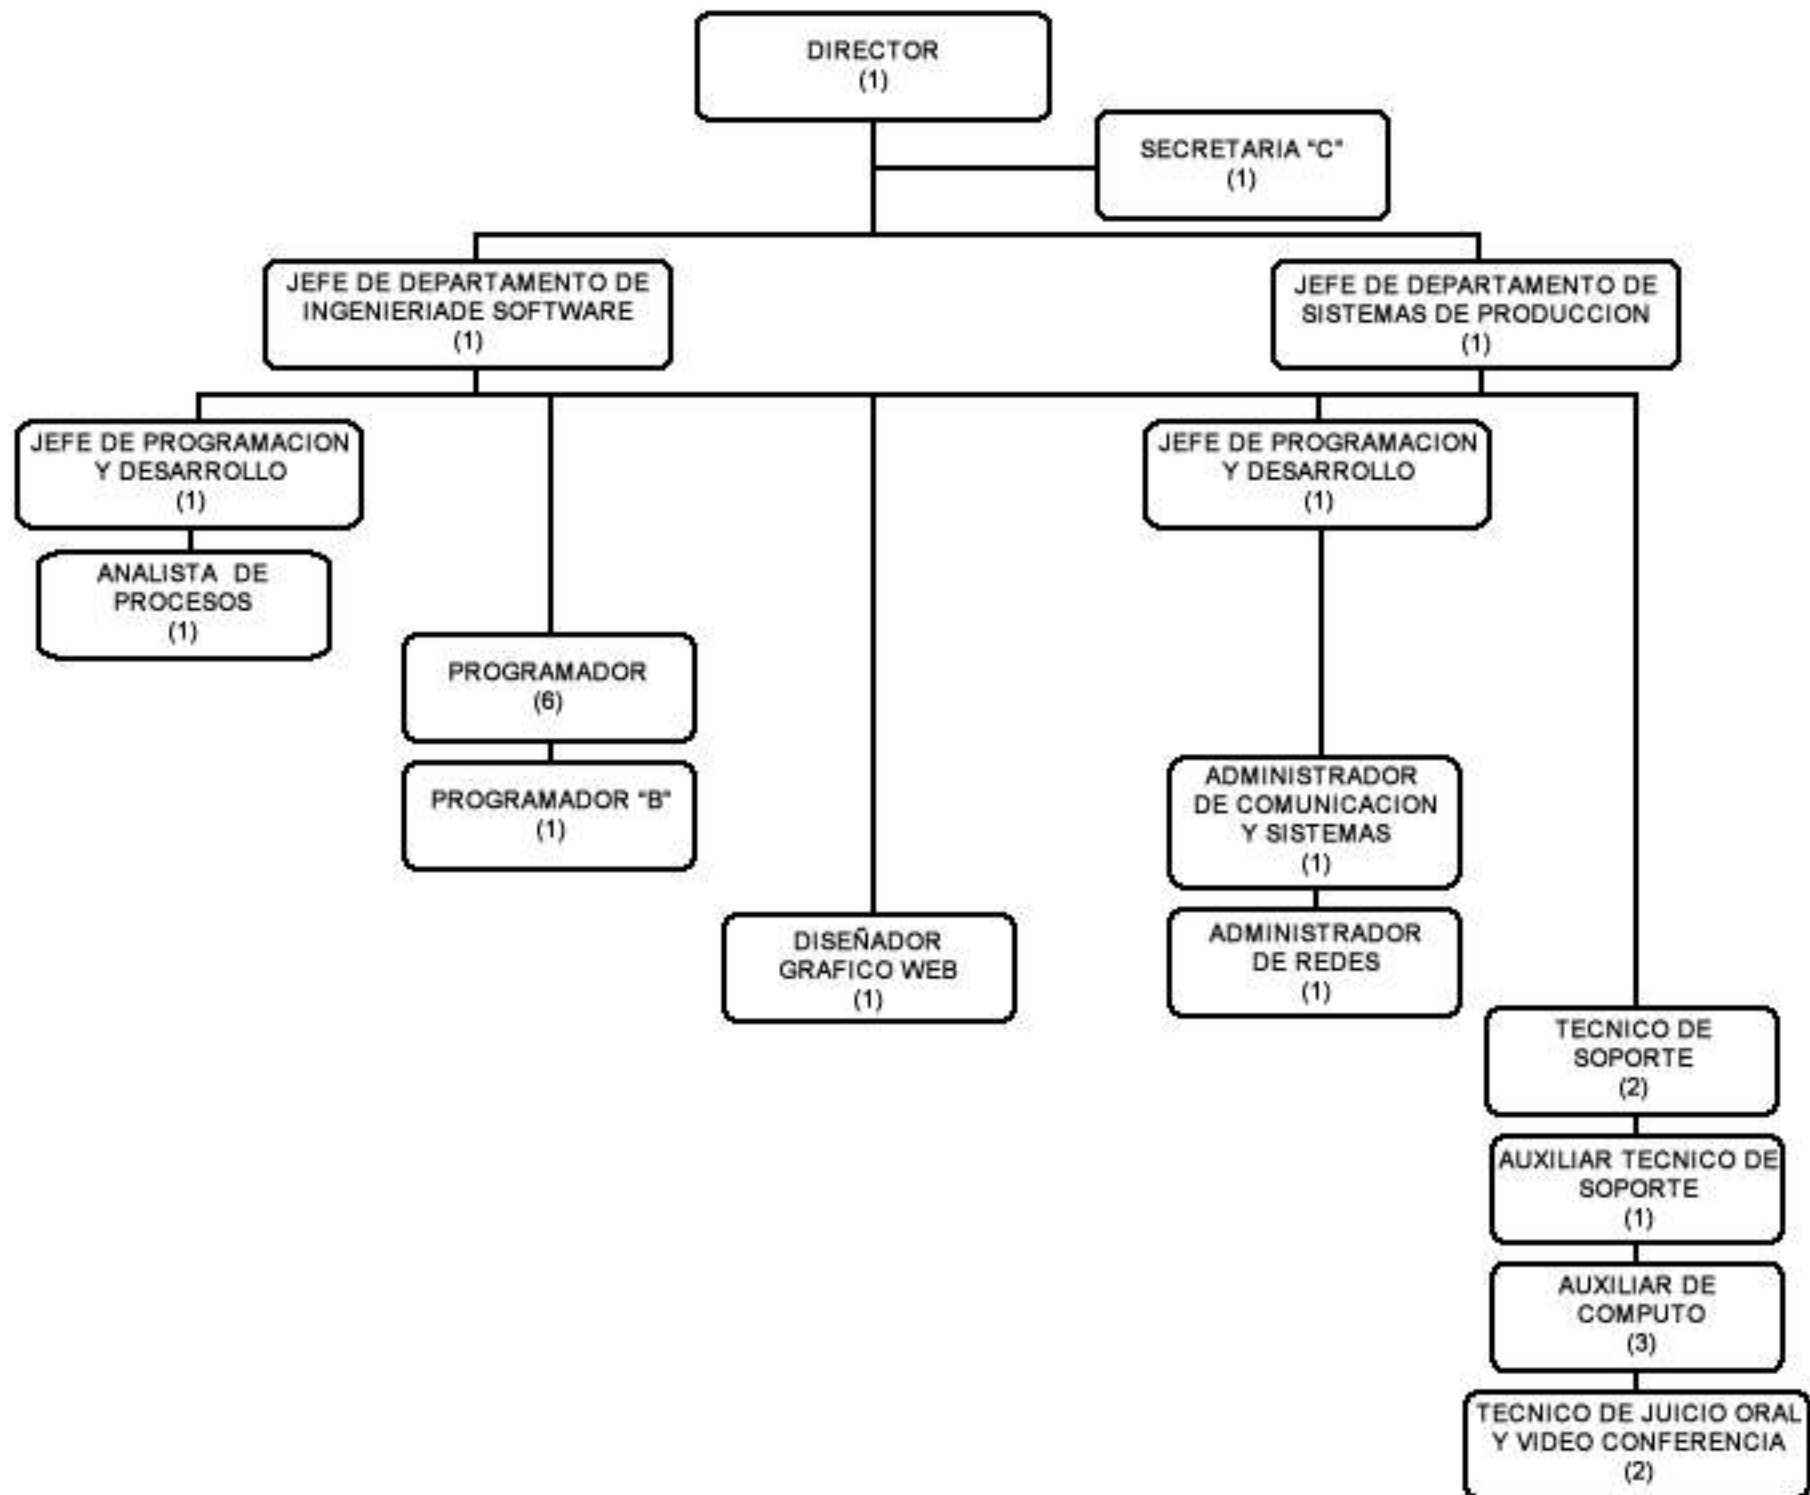 DIRECTOR
(1)
SECRETARIA "C"
(1)
JEFE DE DEPARTAMENTO DE
INGENIERIADE SOFTWARE
(1)
JEFE DE DEPARTAMENTO DE
SISTEMAS DE PRODUCCION
(1)
JEFE DE PROGRAMACION
Y DESARROLLO
(1)
JEFE DE PROGRAMACION
Y DESARROLLO
(1)
ANALISTA DE
PROCESOS
(1)
PROGRAMADOR
(6)
PROGRAMADOR "B"
(1)
ADMINISTRADOR
DE COMUNICACION
Y SISTEMAS
(1)
DISEÑADOR
GRAFICO WEB
(1)
ADMINISTRADOR
DE REDES
(1)
TECNICO DE
SOPORTE
(2)
AUXILIAR TECNICO DE
SOPORTE
(1)
AUXILIAR DE
COMPUTO
(3)
TECNICO DE JUICIO ORAL
Y VIDEO CONFERENCIA
(2)